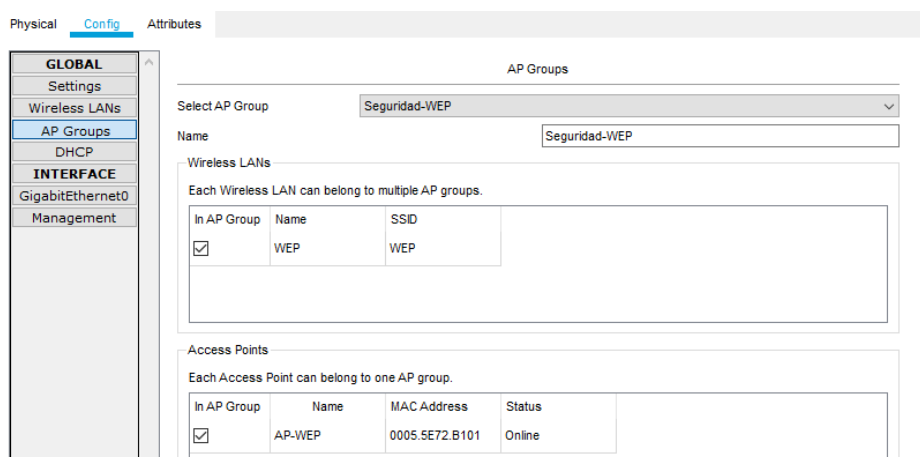 Physical Config Attributes
GLOBAL
Settings
Wireless LANs
AP Groups
DHCP
INTERFACE
GigabitEthernet0
Management
AP Groups
Select AP Group Seguridad-WEP
Name Seguridad-WEP
Wireless LANs
Each Wireless LAN can belong to multiple AP groups.
In AP Group Name SSID
WEP WEP
Access Points
Each Access Point can belong to one AP group.
In AP Group Name MAC Address Status
AP-WEP 0005.5E72.B101 Online